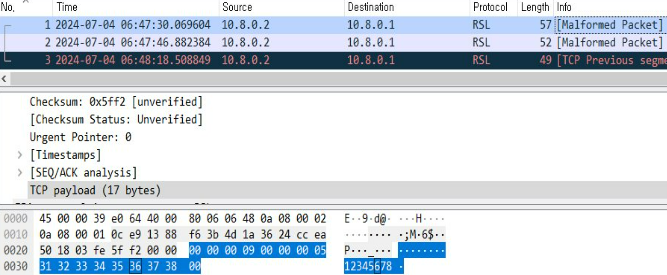 No. Time Source Destination Protocol Length Info
1 2024-07-04 06:47:30.069604 10.8.0.2 10.8.0.1 RSL 57 [Malformed Packet]
2 2024-07-04 06:47:46.882384 10.8.0.2 10.8.0.1 RSL 52 [Malformed Packet]
3 2024-07-04 06:48:18.508849 10.8.0.2 10.8.0.1 RSL 49 [TCP Previous segme
Checksum: 0x5ff2 [unverified]
[Checksum Status: Unverified]
Urgent Pointer: 0
[Timestamps]
[SEQ/ACK analysis]
TCP payload (17 bytes)
0000 45 00 00 39 e0 64 40 00 80 06 06 48 0a 08 00 02 E··9·d@· ···H····
0010 0a 08 00 01 0c e9 13 88 f6 3b 4d 1a 36 24 cc ea ········ ·;M·6$··
0020 50 18 03 fe 5f f2 00 00 00 00 00 09 00 00 00 05 P···_··· ········
0030 31 32 33 34 35 36 37 38 00 12345678 ·